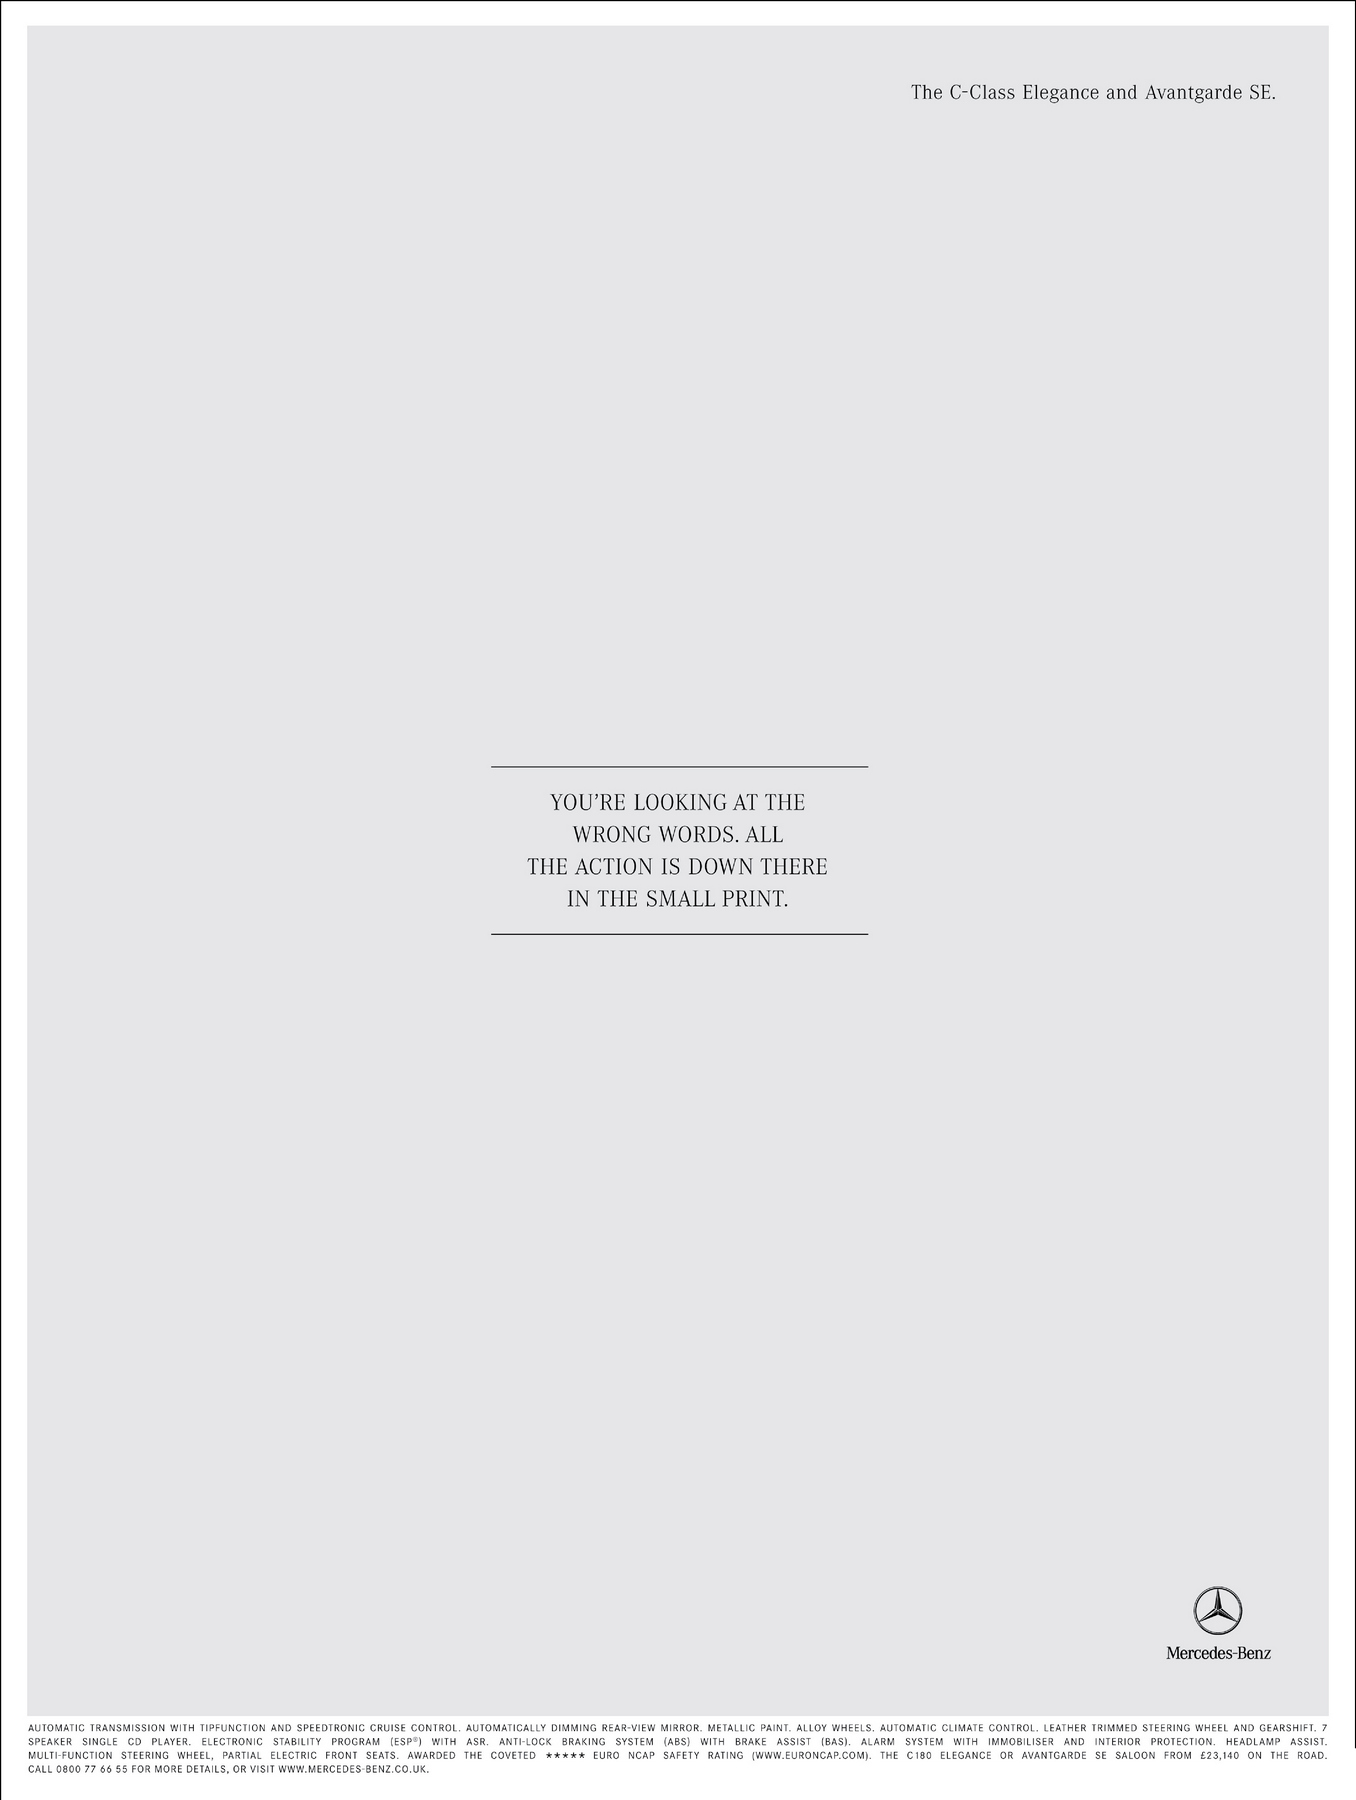 The C-Class Elegance and Avantgarde SE.
YOU'RE LOOKING AT THE
WRONG WORDS. ALL
THE ACTION IS DOWN THERE
IN THE SMALL PRINT.
Mercedes-Benz
AUTOMATIC TRANSMISSION WITH TIPFUNCTION AND SPEEDTRONIC CRUISE CONTROL. AUTOMATICALLY DIMMING REAR-VIEW MIRROR. METALLIC PAINT. ALLOY WHEELS. AUTOMATIC CLIMATE CONTROL. LEATHER TRIMMED STEERING WHEEL AND GEARSHIFT. 7
SPEAKER SINGLE CD PLAYER. ELECTRONIC STABILITY PROGRAM (ESP®) WITH ASR. ANTI-LOCK BRAKING SYSTEM (ABS) WITH BRAKE ASSIST (BAS). ALARM SYSTEM WITH IMMOBILISER AND INTERIOR PROTECTION. HEADLAMP ASSIST.
MULTI-FUNCTION STEERING WHEEL, PARTIAL ELECTRIC FRONT SEATS. AWARDED THE COVETED ★★★★★ EURO NCAP SAFETY RATING (WWW.EURONCAP.COM). THE C180 ELEGANCE OR AVANTGARDE SE SALOON FROM £23,140 ON THE ROAD.
CALL 0800 77 66 55 FOR MORE DETAILS, OR VISIT WWW.MERCEDES-BENZ.CO.UK.